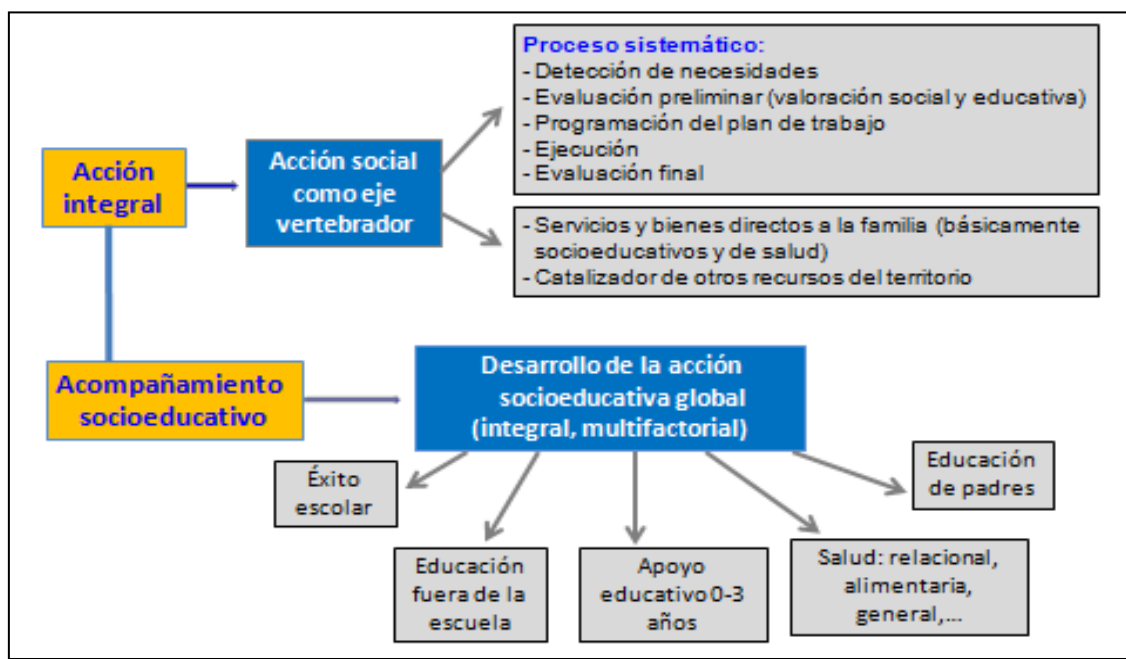 Proceso sistemático:
- Detección de necesidades
- Evaluación preliminar (valoración social y educativa)
- Programación del plan de trabajo
- Ejecución
- Evaluación final
Acción
integral
Acción social
como eje
vertebrador
- Servicios y bienes directos a la familia (básicamente
socioeducativos y de salud)
- Catalizador de otros recursos del territorio
Acompañamiento
socioeducativo
Desarrollo de la acción
socioeducativa global
(integral, multifactorial)
Éxito
escolar
Educación
fuera de la
escuela
Apoyo
educativo 0-3
años
Salud: relacional,
alimentaria,
general,...
Educación
de padres